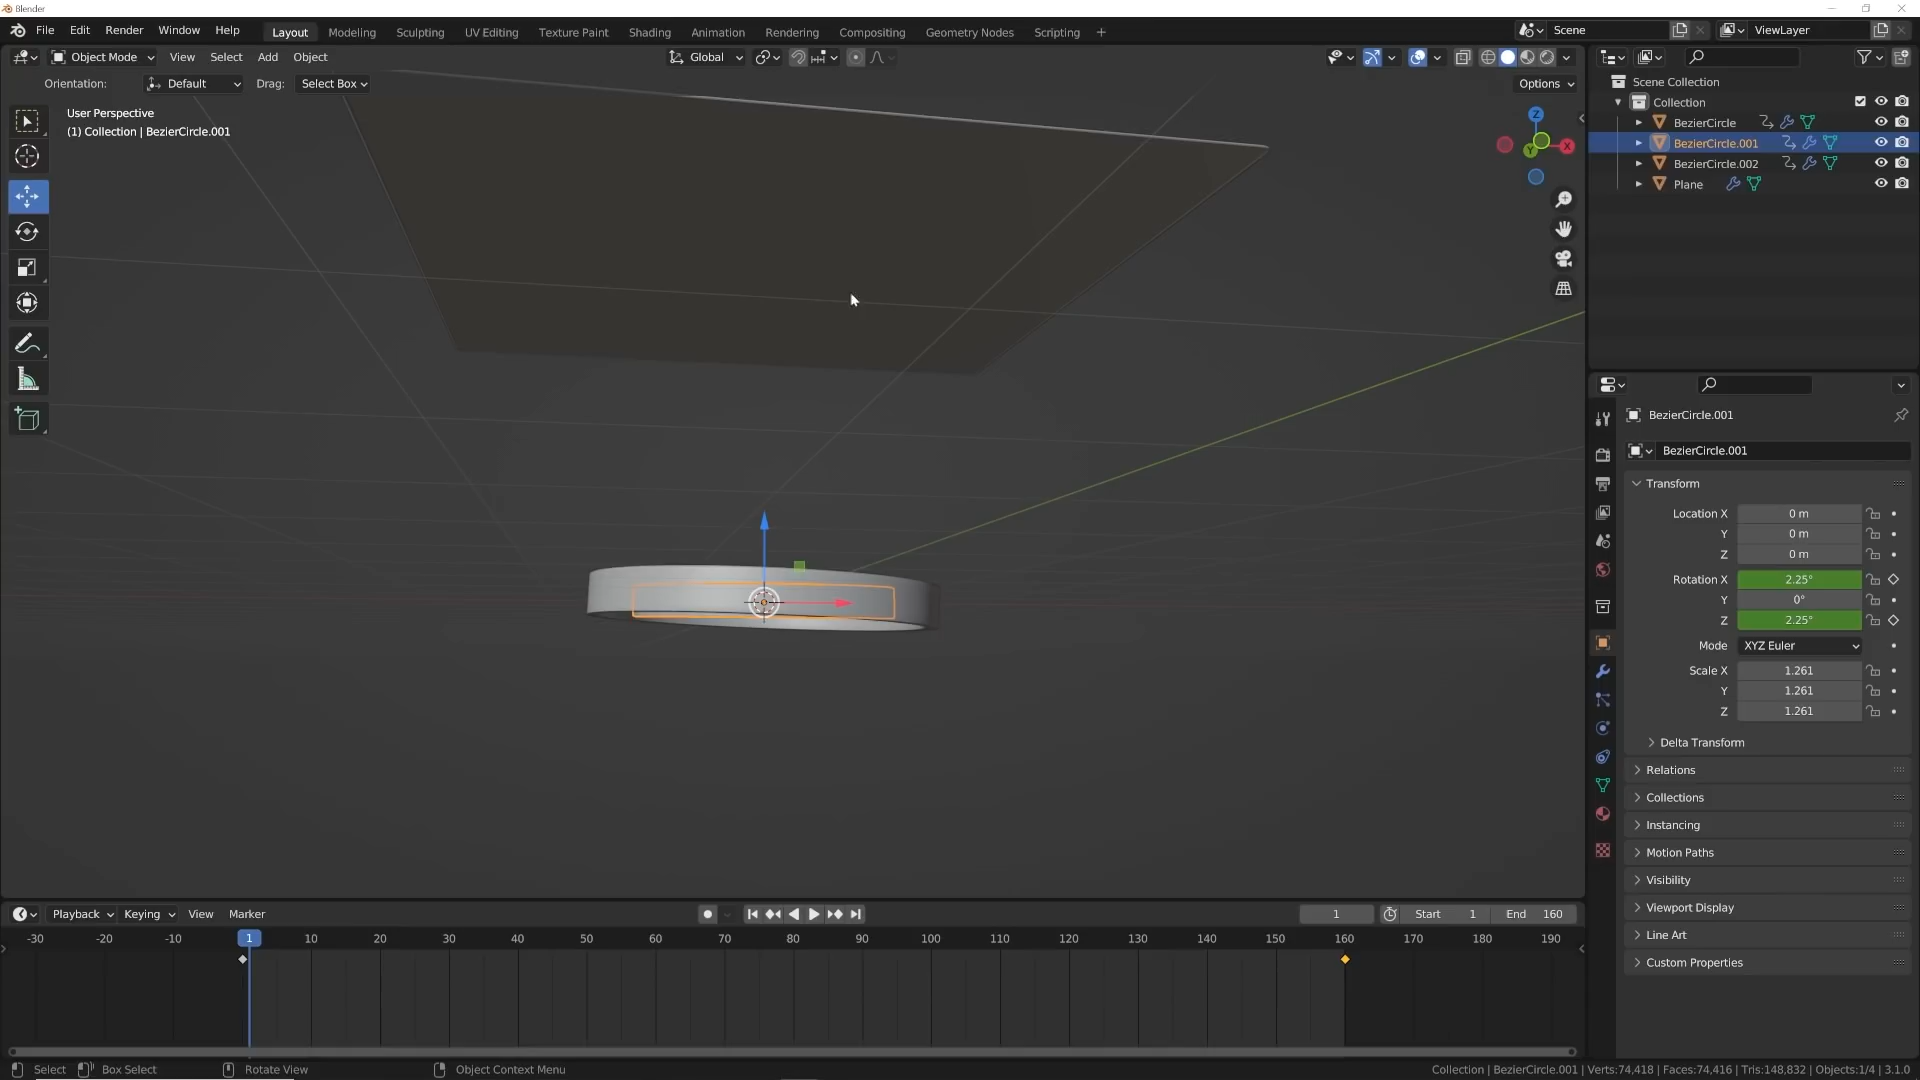 Blender
File Edit Render Window Help Layout Modeling Sculpting UV Editing Texture Paint Shading Animation Rendering Compositing Geometry Nodes Scripting + Scene ViewLayer
Object Mode View Select Add Object Global
Orientation: Default Drag: Select Box Options
User Perspective
(1) Collection | BezierCircle.001
Z
X
Y
Scene Collection
Collection
BezierCircle
BezierCircle.001
BezierCircle.002
Plane
BezierCircle.001
BezierCircle.001
Transform
Location X 0 m
Y 0 m
Z 0 m
Rotation X 2.25°
Y 0°
Z 2.25°
Mode XYZ Euler
Scale X 1.261
Y 1.261
Z 1.261
Delta Transform
Relations
Collections
Instancing
Motion Paths
Visibility
Viewport Display
Line Art
Custom Properties
Playback Keying View Marker 1 Start 1 End 160
-30 -20 -10 1 10 20 30 40 50 60 70 80 90 100 110 120 130 140 150 160 170 180 190
Select Box Select Rotate View Object Context Menu Collection | BezierCircle.001 | Verts:74,418 | Faces:74,416 | Tris:148,832 | Objects:1/4 | 3.1.0